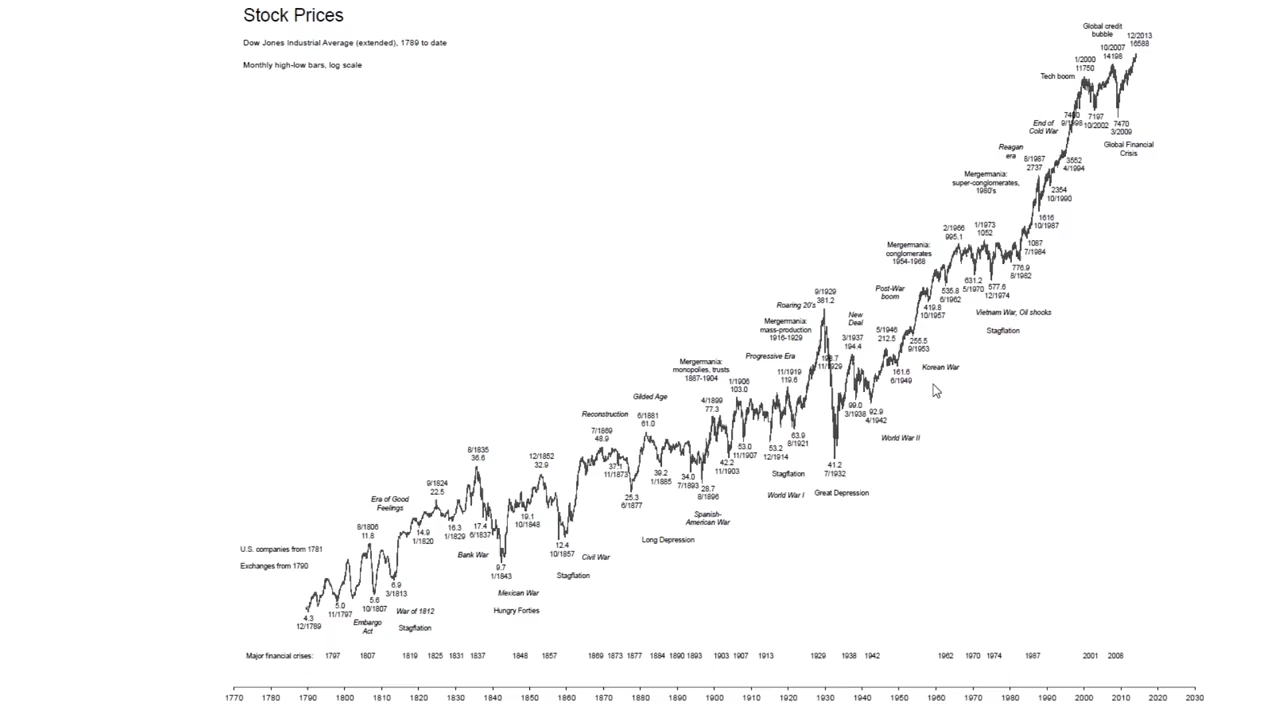 Stock Prices
Dow Jones Industrial Average (extended), 1789 to date
Monthly high-low bars, log scale
Global credit
bubble
12/2013
16588
10/2007
14198
1/2000
11750
Tech boom
9/1998
7197
10/2002
7470
3/2009
Global Financial
Crisis
End of
Cold War
Reagan
era
8/1987
2737
3552
4/1994
Mergermania:
super-conglomerates,
1980's
2354
10/1990
1616
10/1987
1087
7/1984
776.9
8/1982
2/1966
995.1
1/1973
1052
Mergermania:
conglomerates
1954-1968
631.2
5/1970
577.6
12/1974
535.8
6/1962
Post-War
boom
419.8
10/1957
Vietnam War, Oil shocks
Stagflation
9/1929
381.2
Roaring 20's
Mergermania:
mass-production
1916-1929
New
Deal
3/1937
194.4
5/1946
212.5
255.5
9/1953
Korean War
11/1929
161.6
6/1949
Progressive Era
Mergermania:
monopolies, trusts
1887-1904
11/1919
119.6
1/1906
103.0
99.0
3/1938
92.9
4/1942
World War II
Gilded Age
4/1899
77.3
Reconstruction
6/1881
61.0
7/1869
48.9
63.9
8/1921
53.0
11/1907
53.2
12/1914
42.2
11/1903
41.2
7/1932
Stagflation
Great Depression
World War I
8/1835
36.6
12/1852
32.9
37.1
11/1873
39.2
1/1885
34.0
7/1893
28.7
8/1896
25.3
6/1877
Spanish-
American War
Long Depression
9/1824
22.5
Era of Good
Feelings
19.1
10/1848
8/1806
11.8
14.9
1/1820
16.3
1/1829
17.4
6/1837
12.4
10/1857
Civil War
Bank War
U.S. companies from 1781
Exchanges from 1790
9.7
1/1843
Stagflation
6.9
3/1813
Mexican War
5.0
11/1797
5.6
10/1807
War of 1812
Hungry Forties
4.3
12/1789
Embargo
Act
Stagflation
Major financial crises: 1797 1807 1819 1825 1831 1837 1848 1857 1869 1873 1877 1884 1890 1893 1903 1907 1913 1929 1938 1942 1962 1970 1974 1987 2001 2008
1770 1780 1790 1800 1810 1820 1830 1840 1850 1860 1870 1880 1890 1900 1910 1920 1930 1940 1950 1960 1970 1980 1990 2000 2010 2020 2030